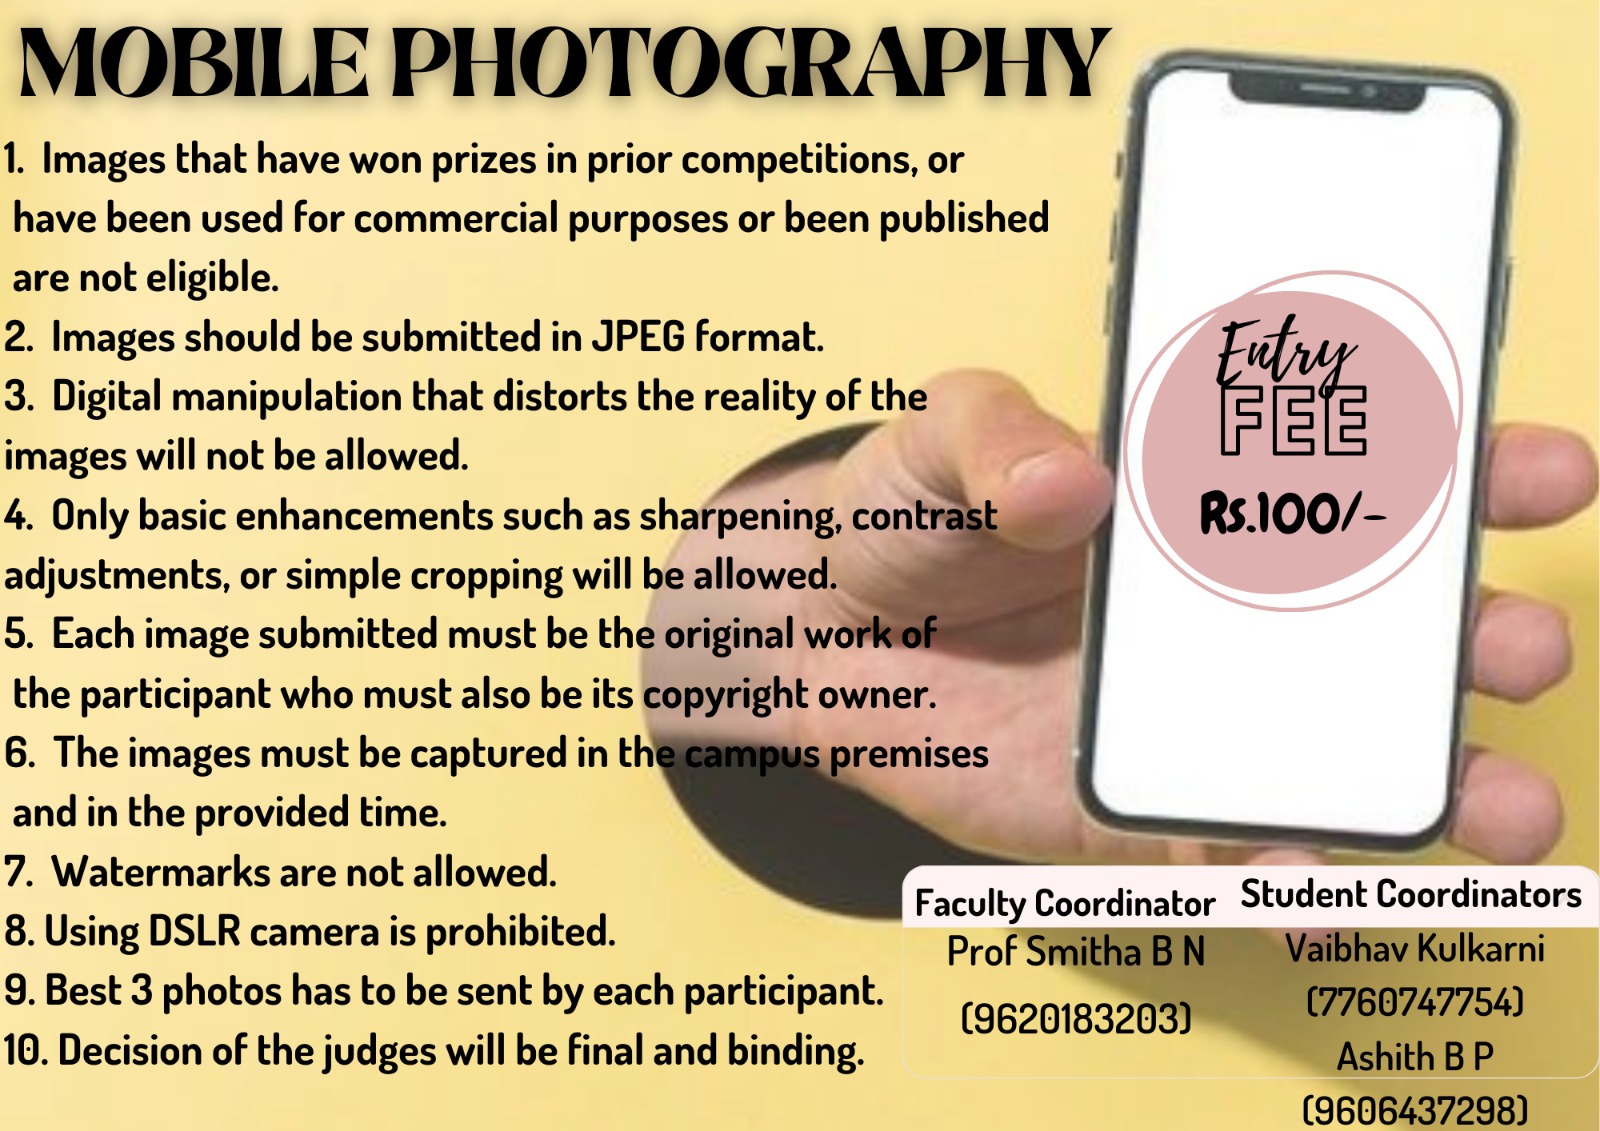 MOBILE PHOTOGRAPHY
1. Images that have won prizes in prior competitions, or
have been used for commercial purposes or been published
are not eligible.
2. Images should be submitted in JPEG format.
3. Digital manipulation that distorts the reality of the
images will not be allowed.
4. Only basic enhancements such as sharpening, contrast
adjustments, or simple cropping will be allowed.
5. Each image submitted must be the original work of
the participant who must also be its copyright owner.
6. The images must be captured in the campus premises
and in the provided time.
7. Watermarks are not allowed.
8. Using DSLR camera is prohibited.
9. Best 3 photos has to be sent by each participant.
10. Decision of the judges will be final and binding.
Entry
FEE
Rs.100/-
Faculty Coordinator
Prof Smitha B N
(9620183203)
Student Coordinators
Vaibhav Kulkarni
(7760747754)
Ashith B P
(9606437298)